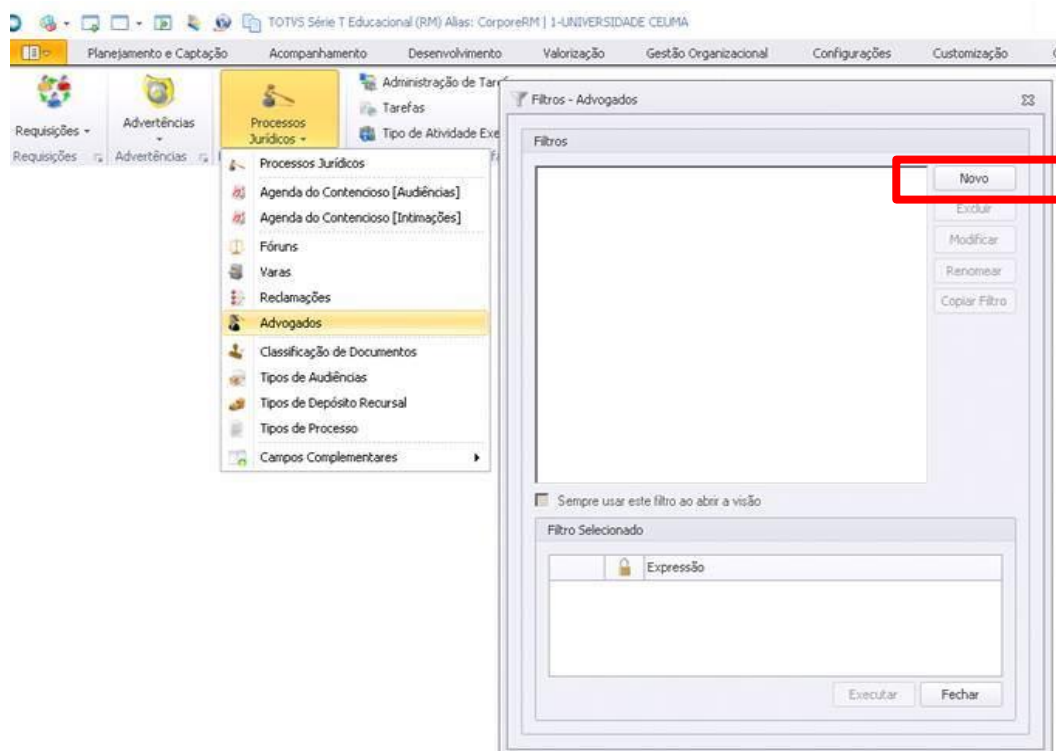 TOTVS Série T Educacional (RM) Alias: CorporeRM | 1-UNIVERSIDADE CEUMA
Planejamento e Captação Acompanhamento Desenvolvimento Valorização Gestão Organizacional Configurações Customização
Requisições
Advertências
Processos Jurídicos
Administração de
Tarefas
Tipo de Atividade
Requisições Advertências
Processos Jurídicos
Agenda do Contencioso [Audiências]
Agenda do Contencioso [Intimações]
Fóruns
Varas
Reclamações
Advogados
Classificação de Documentos
Tipos de Audiências
Tipos de Depósito Recursal
Tipos de Processo
Campos Complementares
Filtros - Advogados
Filtros
Novo
Excluir
Modificar
Renomear
Copiar Filtro
Sempre usar este filtro ao abrir a visão
Filtro Selecionado
Expressão
Executar Fechar